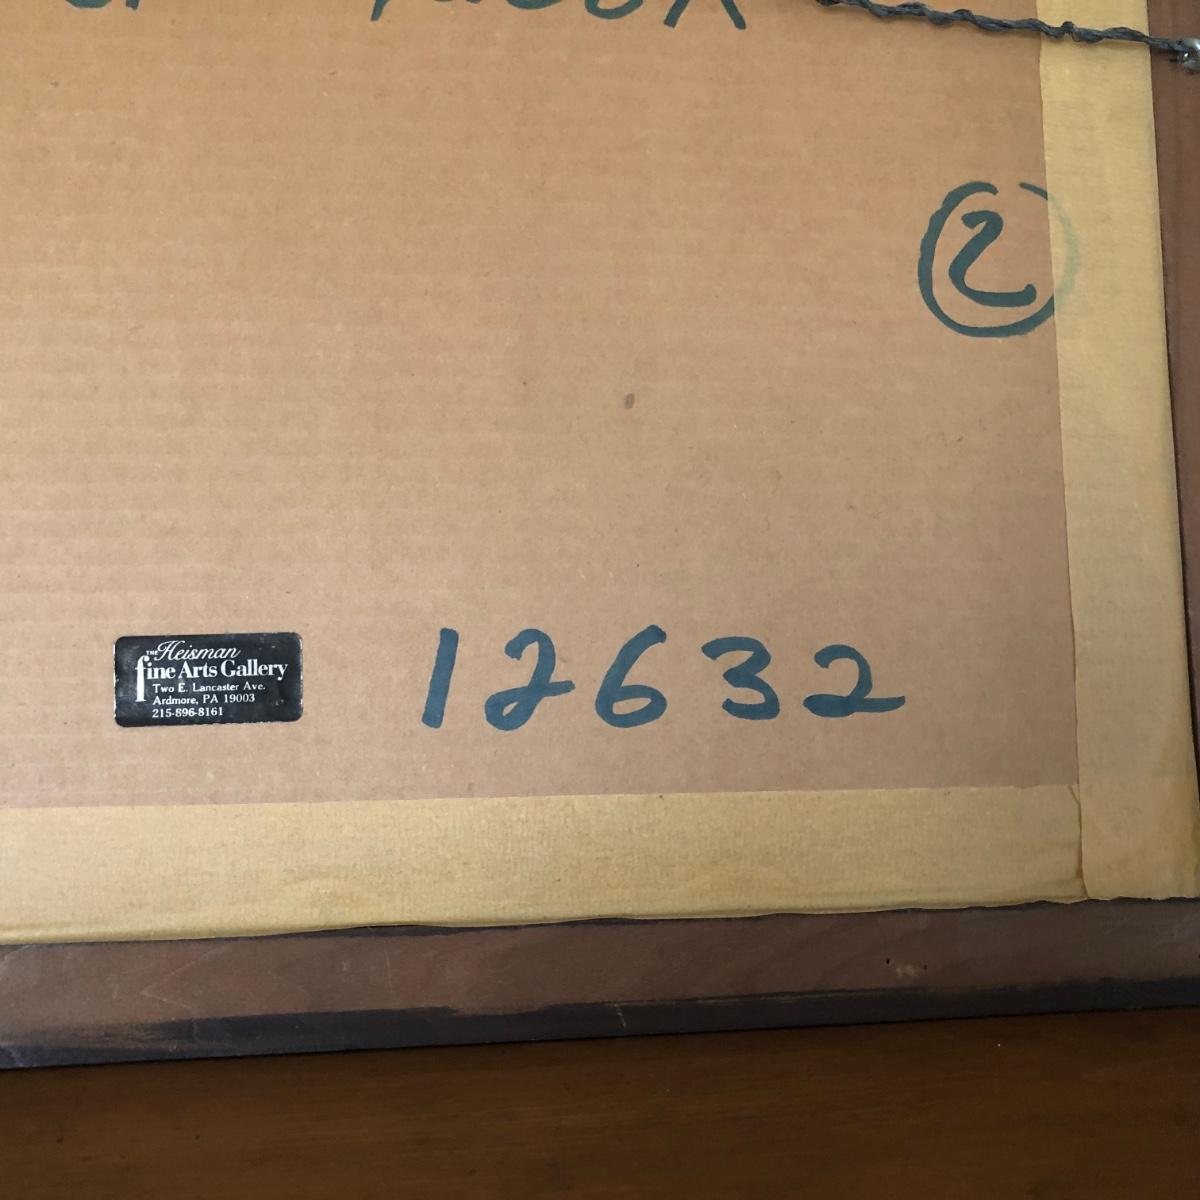 2
THE Heisman
fine Arts Gallery
Two E. Lancaster Ave.
Ardmore, PA 19003
215-896-8161
12632